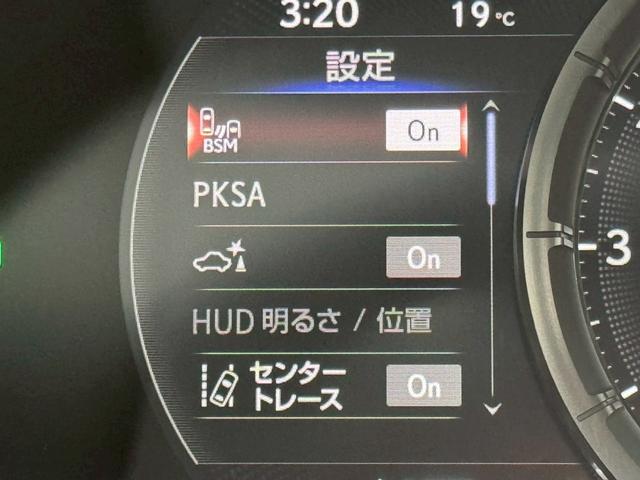 3:20 19℃
設定
BSM On
PKSA
On
HUD 明るさ / 位置
センター
トレース On
3